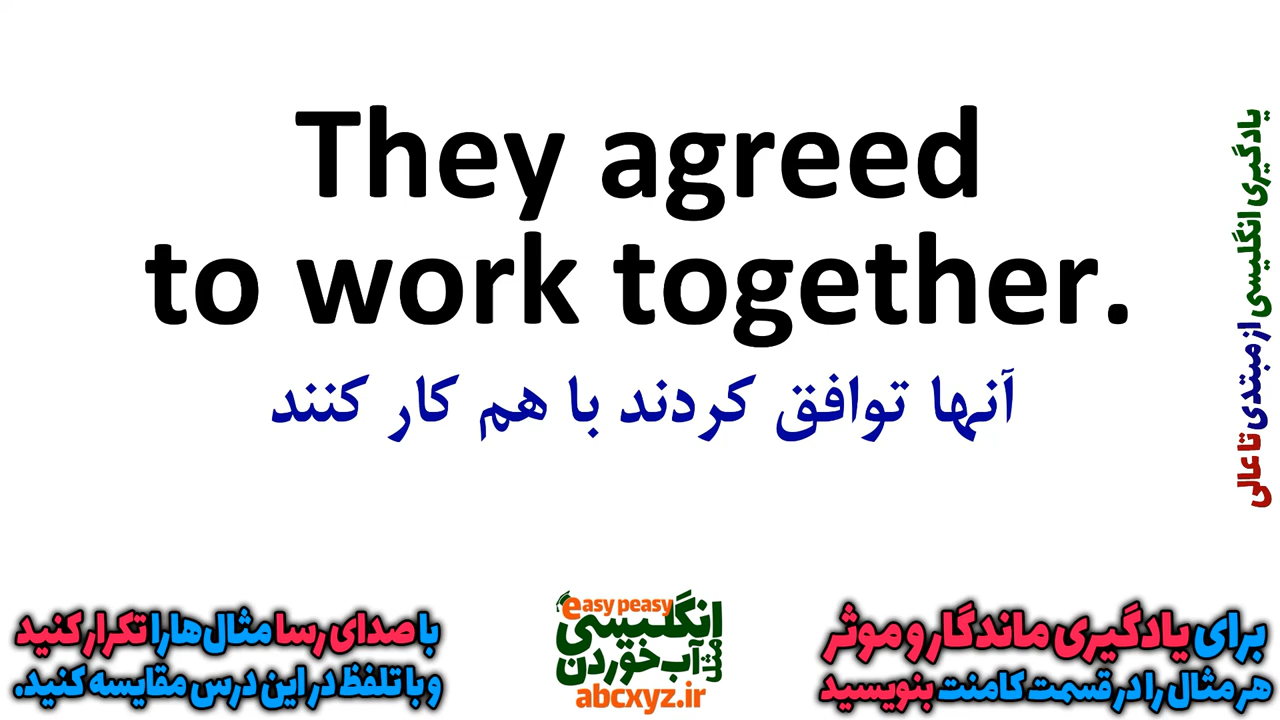 They agreed
to work together.
آنها توافق کردند با هم کار کنند
یادگیری انگلیسی از مبتدی تا عالی
با صدای رسا مثال‌ها را تکرار کنید
و با تلفظ در این درس مقایسه کنید.
easy peasy
انگلیسی
مثل آب خوردن
abcxyz.ir
برای یادگیری ماندگار و موثر
هر مثال را در قسمت کامنت بنویسید